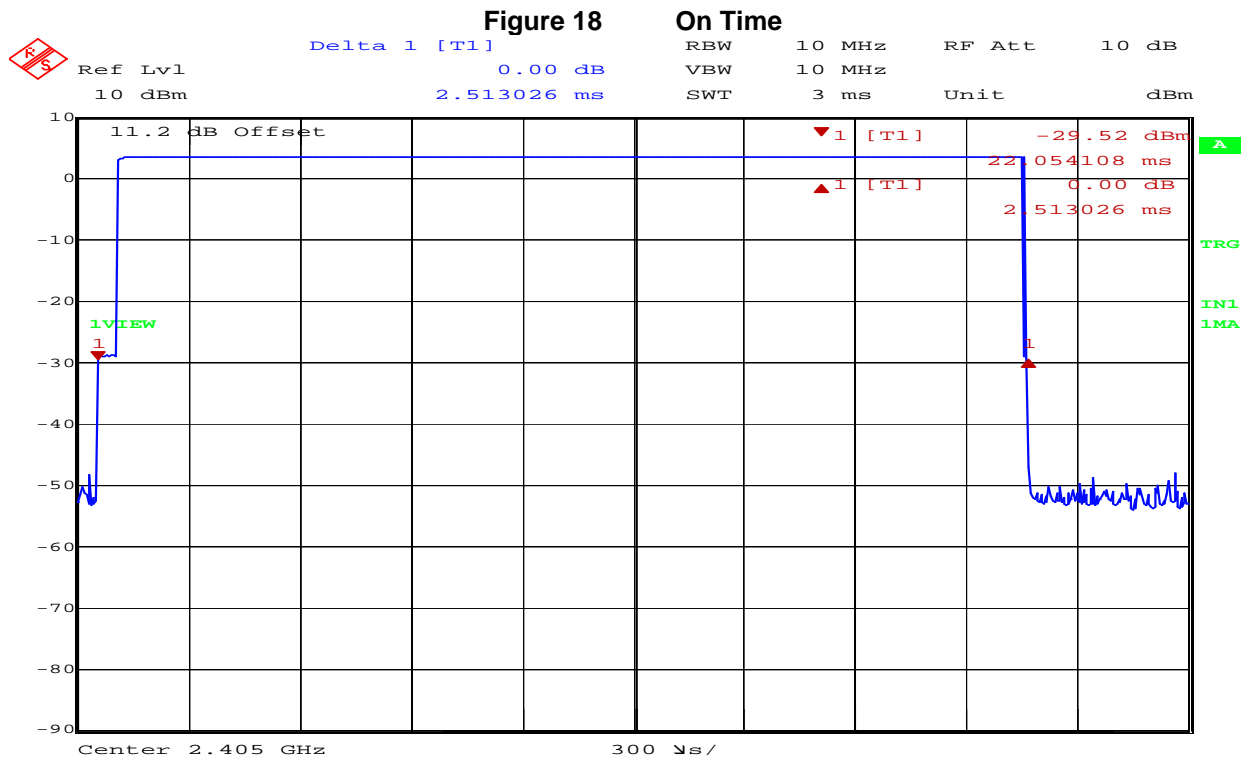 Figure 18 On Time
R S
Delta 1 [T1] RBW 10 MHz RF Att 10 dB
Ref Lvl 0.00 dB VBW 10 MHz
10 dBm 2.513026 ms SWT 3 ms Unit dBm
10
11.2 dB Offset
1 [T1] -29.52 dBm
22.054108 ms
1 [T1] 0.00 dB
2.513026 ms
A
0
-10
TRG
-20
IN1
1VIEW
1MA
1
1
-30
-40
-50
-60
-70
-80
-90
Center 2.405 GHz 300 ꓠs/